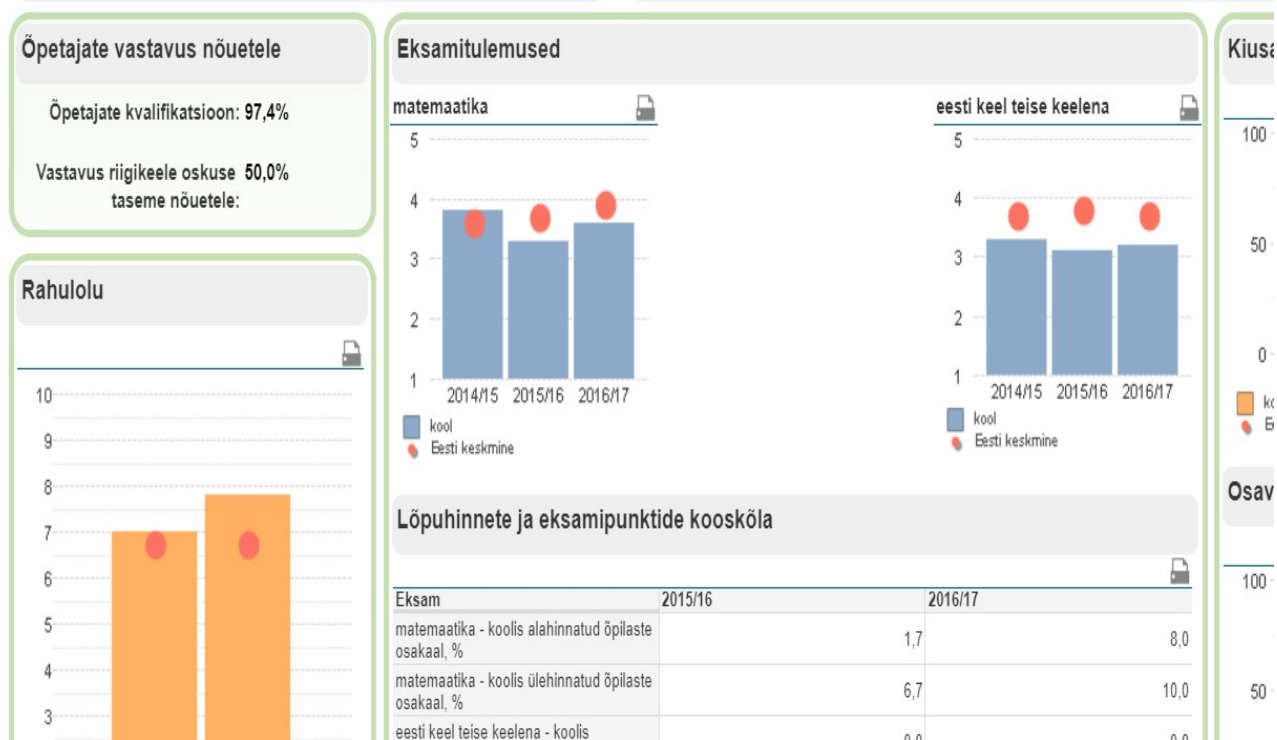 Õpetajate vastavus nõuetele
Õpetajate kvalifikatsioon: 97,4%
Vastavus riigikeele oskuse 50,0%
taseme nõuetele:
Rahulolu
10
9
8
7
6
5
4
3
Eksamitulemused
matemaatika
5
4
3
2
1
2014/15 2015/16 2016/17
kool
Eesti keskmine
eesti keel teise keelena
5
4
3
2
1
2014/15 2015/16 2016/17
kool
Eesti keskmine
Lõpuhinnete ja eksamipunktide kooskõla
Eksam 2015/16 2016/17
matemaatika - koolis alahinnatud õpilaste
osakaal, % 1,7 8,0
matemaatika - koolis ülehinnatud õpilaste
osakaal, % 6,7 10,0
eesti keel teise keelena - koolis
100
50
0
100
50